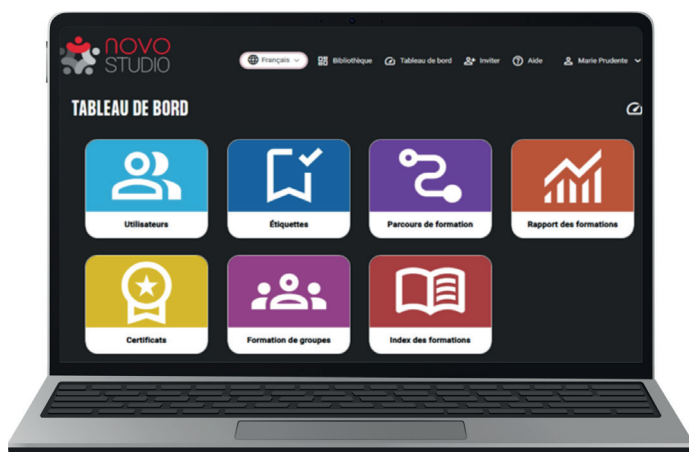 NOVO
STUDIO
Français
Bibliothèque
Tableau de bord
Inviter
Aide
Marie Prudente
TABLEAU DE BORD
Utilisateurs
Étiquettes
Parcours de formation
Rapport des formations
Certificats
Formation de groupes
Index des formations